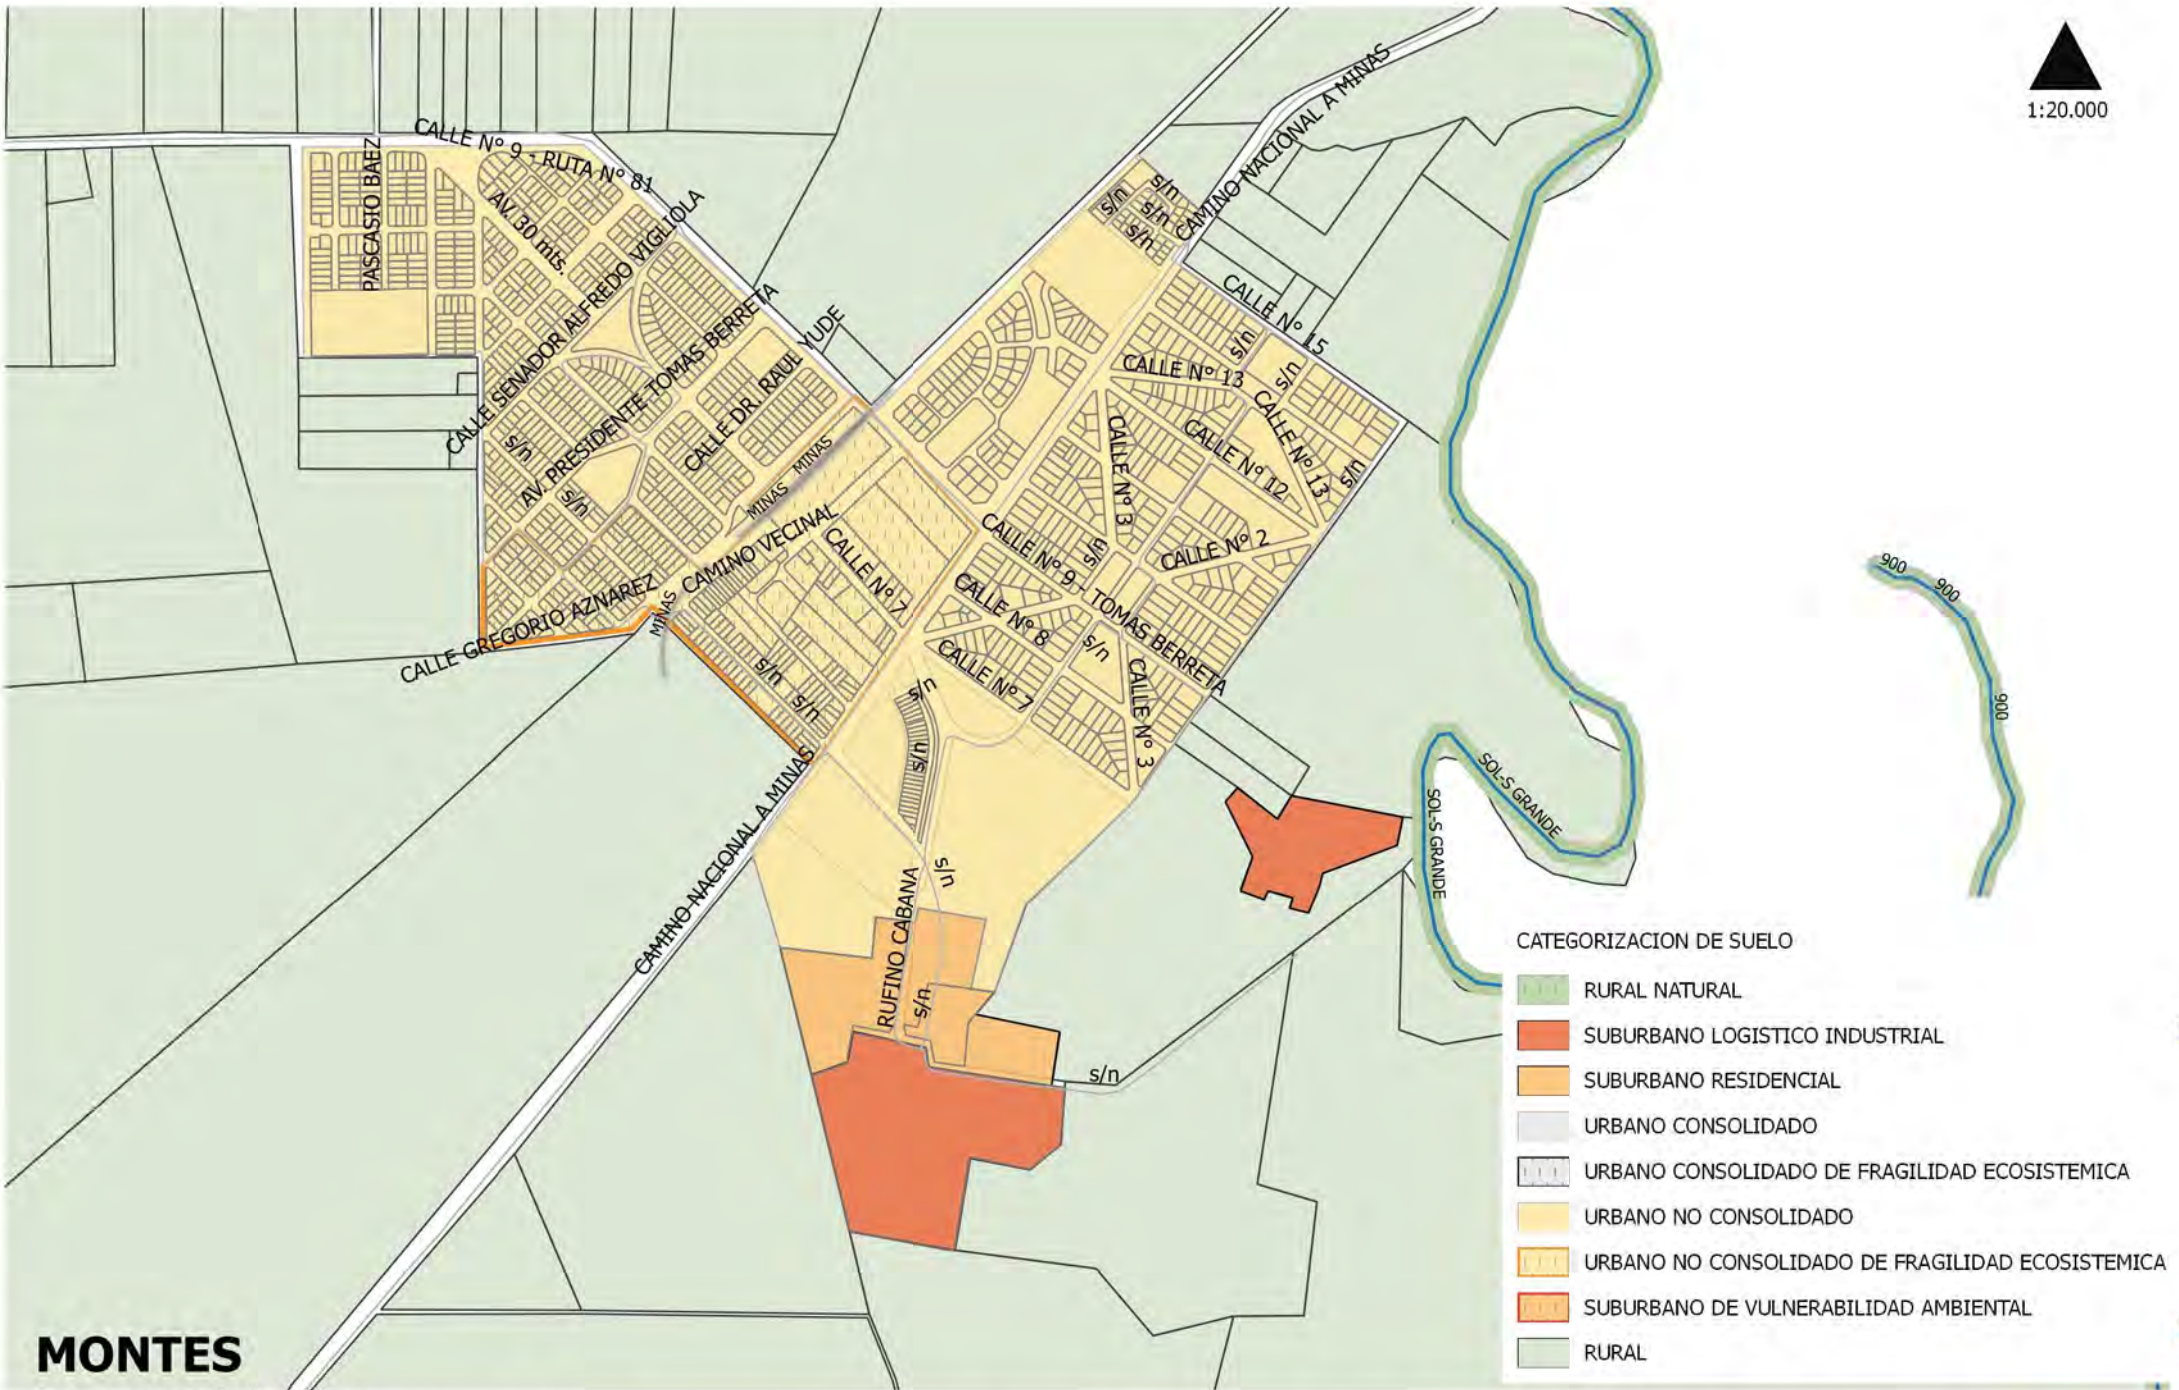 1:20.000
CALLE Nº 9 - RUTA Nº 81
PASCASIO BAEZ
AV. 30 mts.
CALLE SENADOR ALFREDO VIGLIOLA
AV. PRESIDENTE TOMAS BERRETA
CALLE DR RAUL YUDE
s/n
s/n
MINAS
MINAS
CAMINO VECINAL
CALLE GREGORIO AZNAREZ
MINAS
CALLE Nº 7
s/n
s/n
CAMINO NACIONAL A MINAS
s/n
s/n
s/n
s/n
CALLE Nº 15
s/n
s/n
CALLE Nº 13
CALLE Nº 13
CALLE Nº 12
s/n
CALLE Nº 3
s/n
CALLE Nº 2
CALLE Nº 9 - TOMAS BERRETA
CALLE Nº 8
s/n
CALLE Nº 7
CALLE Nº 3
s/n
s/n
CAMINO NACIONAL A MINAS
s/n
RUFINO CABANA
s/n
s/n
SOL-S GRANDE
SOL-S GRANDE
900
900
900
CATEGORIZACION DE SUELO
RURAL NATURAL
SUBURBANO LOGISTICO INDUSTRIAL
SUBURBANO RESIDENCIAL
URBANO CONSOLIDADO
URBANO CONSOLIDADO DE FRAGILIDAD ECOSISTEMICA
URBANO NO CONSOLIDADO
URBANO NO CONSOLIDADO DE FRAGILIDAD ECOSISTEMICA
SUBURBANO DE VULNERABILIDAD AMBIENTAL
RURAL
MONTES